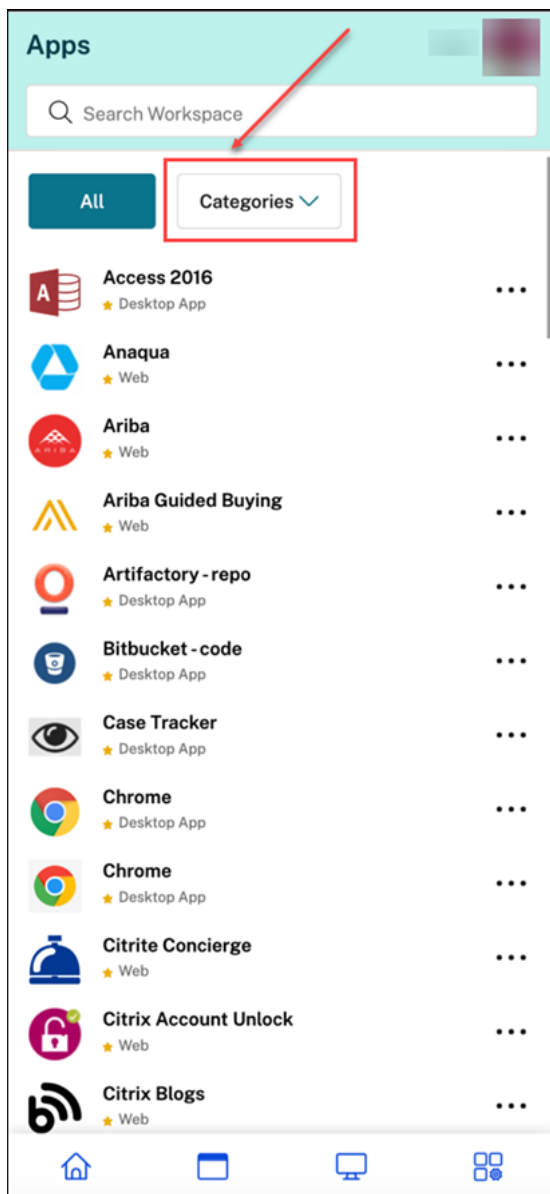 Apps
Search Workspace
All
Categories
Access 2016
Desktop App
Anaqua
Web
Ariba
Web
ARIBA
Ariba Guided Buying
Web
Artifactory - repo
Desktop App
Bitbucket - code
Desktop App
Case Tracker
Desktop App
Chrome
Desktop App
Chrome
Desktop App
Citrite Concierge
Web
Citrix Account Unlock
Web
Citrix Blogs
Web